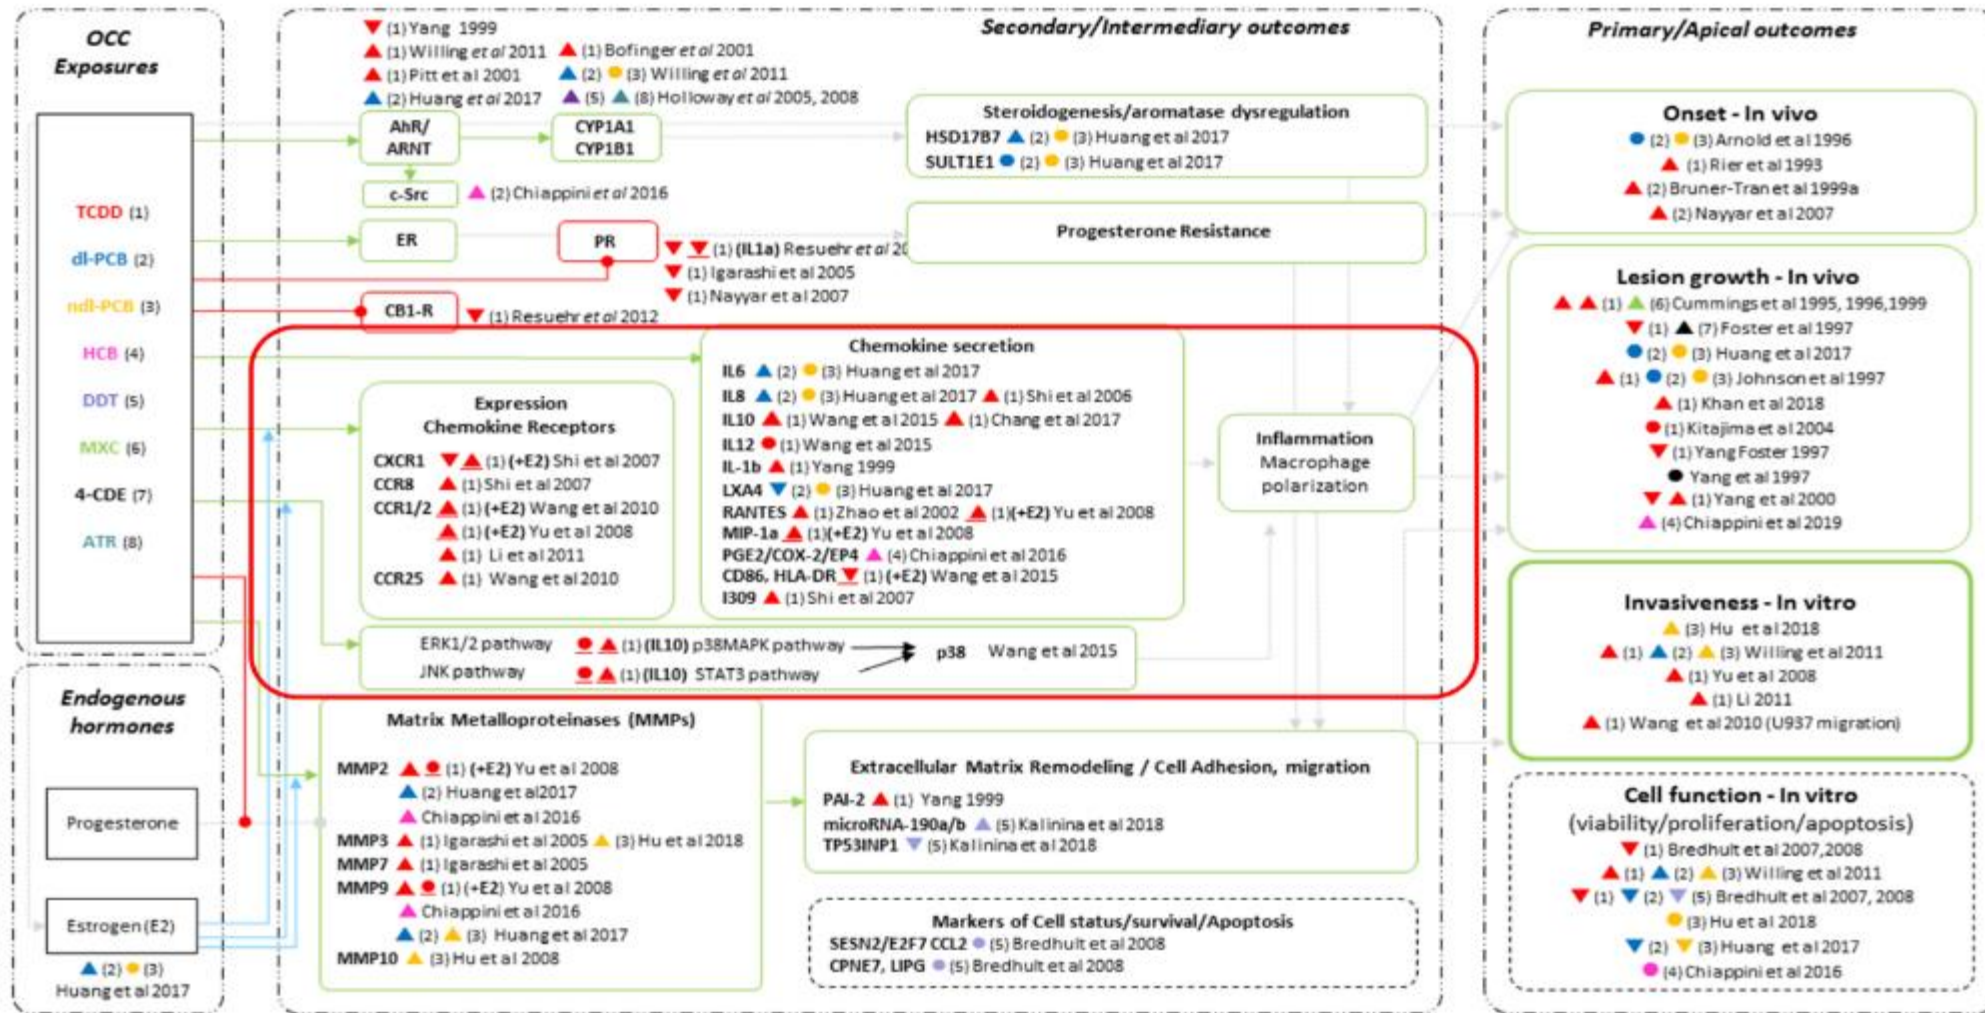 OCC
Exposures
TCDD (1)
dl-PCB (2)
ndl-PCB (3)
HCB (4)
DDT (5)
MXC (6)
4-CDE (7)
ATR (8)
Endogenous
hormones
Progesterone
Estrogen (E2)
(2) (3)
Huang et al 2017
Secondary/Intermediary outcomes
(1) Yang 1999
(1) Willing et al 2011
(1) Pitt et al 2001
(2) Huang et al 2017
(1) Bofinger et al 2001
(2) (3) Willing et al 2011
(5) (8) Holloway et al 2005, 2008
AhR/
ARNT
CYP1A1
CYP1B1
c-Src
(2) Chiappini et al 2016
ER
PR
(1) (IL1a) Resuehr et al 20
(1) Igarashi et al 2005
(1) Nayyar et al 2007
CB1-R
(1) Resuehr et al 2012
Steroidogenesis/aromatase dysregulation
HSD17B7 (2) (3) Huang et al 2017
SULT1E1 (2) (3) Huang et al 2017
Progesterone Resistance
Expression
Chemokine Receptors
CXCR1 (1) (+E2) Shi et al 2007
CCR8 (1) Shi et al 2007
CCR1/2 (1) (+E2) Wang et al 2010
(1) (+E2) Yu et al 2008
(1) Li et al 2011
CCR25 (1) Wang et al 2010
Chemokine secretion
IL6 (2) (3) Huang et al 2017
IL8 (2) (3) Huang et al 2017 (1) Shi et al 2006
IL10 (1) Wang et al 2015 (1) Chang et al 2017
IL12 (1) Wang et al 2015
IL-1b (1) Yang 1999
LXA4 (2) (3) Huang et al 2017
RANTES (1) Zhao et al 2002 (1)(+E2) Yu et al 2008
MIP-1a (1)(+E2) Yu et al 2008
PGE2/COX-2/EP4 (4) Chiappini et al 2016
CD86, HLA-DR (1) (+E2) Wang et al 2015
I309 (1) Shi et al 2007
Inflammation
Macrophage
polarization
ERK1/2 pathway (1) (IL10) p38MAPK pathway
JNK pathway (1) (IL10) STAT3 pathway
p38 Wang et al 2015
Matrix Metalloproteinases (MMPs)
MMP2 (1) (+E2) Yu et al 2008
(2) Huang et al2017
Chiappini et al 2016
MMP3 (1) Igarashi et al 2005 (3) Hu et al 2018
MMP7 (1) Igarashi et al 2005
MMP9 (1) (+E2) Yu et al 2008
Chiappini et al 2016
(2) (3) Huang et al 2017
MMP10 (3) Hu et al 2008
Extracellular Matrix Remodeling / Cell Adhesion, migration
PAI-2 (1) Yang 1999
microRNA-190a/b (5) Kalinina et al 2018
TP53INP1 (5) Kalinina et al 2018
Markers of Cell status/survival/Apoptosis
SESN2/E2F7 CCL2 (5) Bredhult et al 2008
CPNE7, LIPG (5) Bredhult et al 2008
Primary/Apical outcomes
Onset - In vivo
(2) (3) Arnold et al 1996
(1) Rier et al 1993
(2) Bruner-Tran et al 1999a
(2) Nayyar et al 2007
Lesion growth - In vivo
(1) (6) Cummings et al 1995, 1996,1999
(1) (7) Foster et al 1997
(2) (3) Huang et al 2017
(1) (2) (3) Johnson et al 1997
(1) Khan et al 2018
(1) Kitajima et al 2004
(1) Yang Foster 1997
Yang et al 1997
(1) Yang et al 2000
(4) Chiappini et al 2019
Invasiveness - In vitro
(3) Hu et al 2018
(1) (2) (3) Willing et al 2011
(1) Yu et al 2008
(1) Li 2011
(1) Wang et al 2010 (U937 migration)
Cell function - In vitro
(viability/proliferation/apoptosis)
(1) Bredhult et al 2007,2008
(1) (2) (3) Willing et al 2011
(1) (2) (5) Bredhult et al 2007, 2008
(3) Hu et al 2018
(2) (3) Huang et al 2017
(4) Chiappini et al 2016